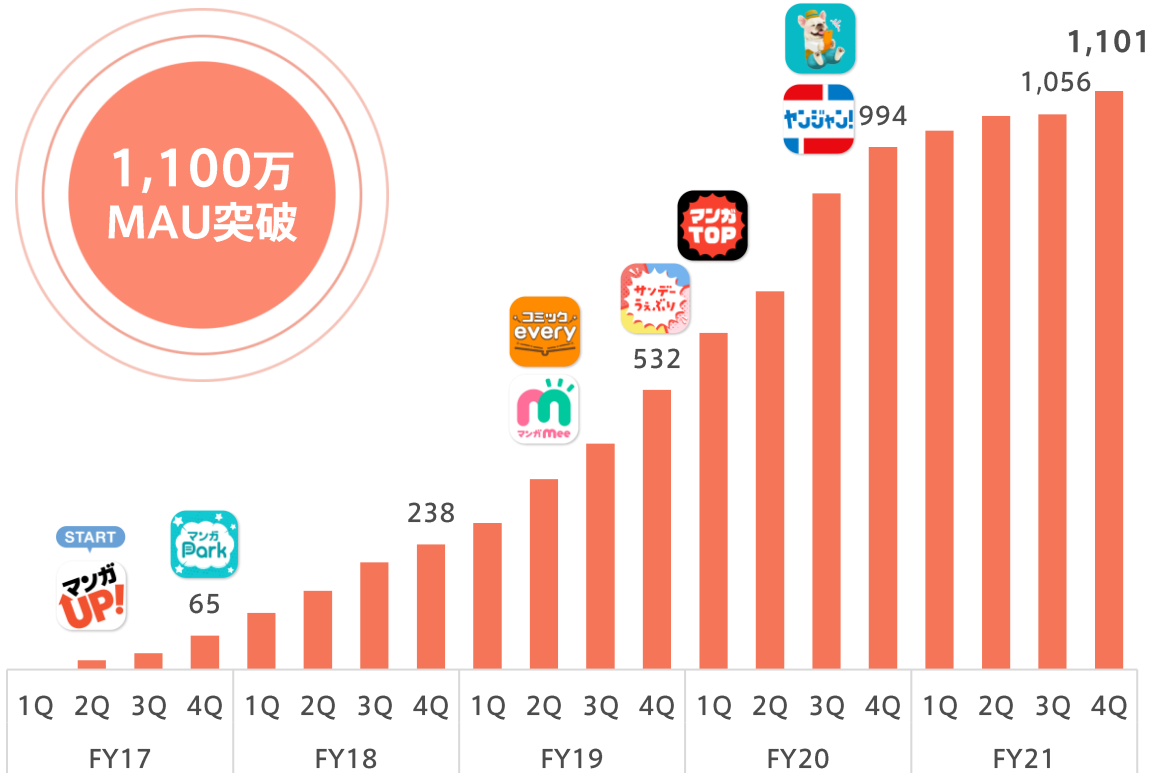 1,100万
MAU突破
1,101
1,056
ヤンジャン!
994
マンガ
TOP
サンデー
うぇぶり
コミック
every
532
マンガmee
238
START
マンガ
UP!
マンガ
Park
65
1Q 2Q 3Q 4Q 1Q 2Q 3Q 4Q 1Q 2Q 3Q 4Q 1Q 2Q 3Q 4Q 1Q 2Q 3Q 4Q
FY17 FY18 FY19 FY20 FY21